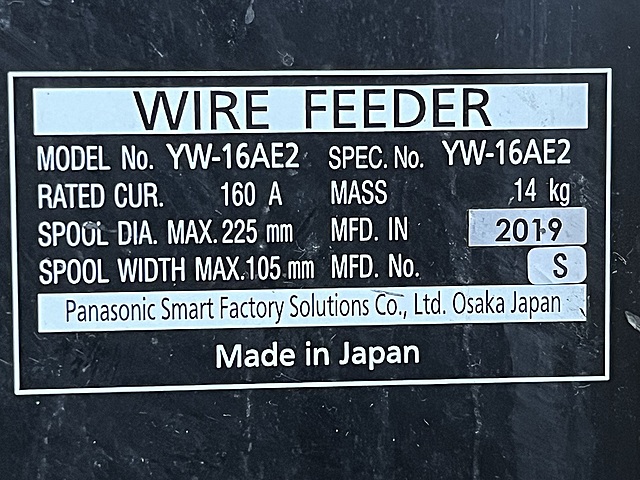 WIRE FEEDER
MODEL No. YW-16AE2 SPEC. No. YW-16AE2
RATED CUR. 160 A MASS 14 kg
SPOOL DIA. MAX. 225 mm MFD. IN 2019
SPOOL WIDTH MAX. 105 mm MFD. No. S
Panasonic Smart Factory Solutions Co., Ltd. Osaka Japan
Made in Japan